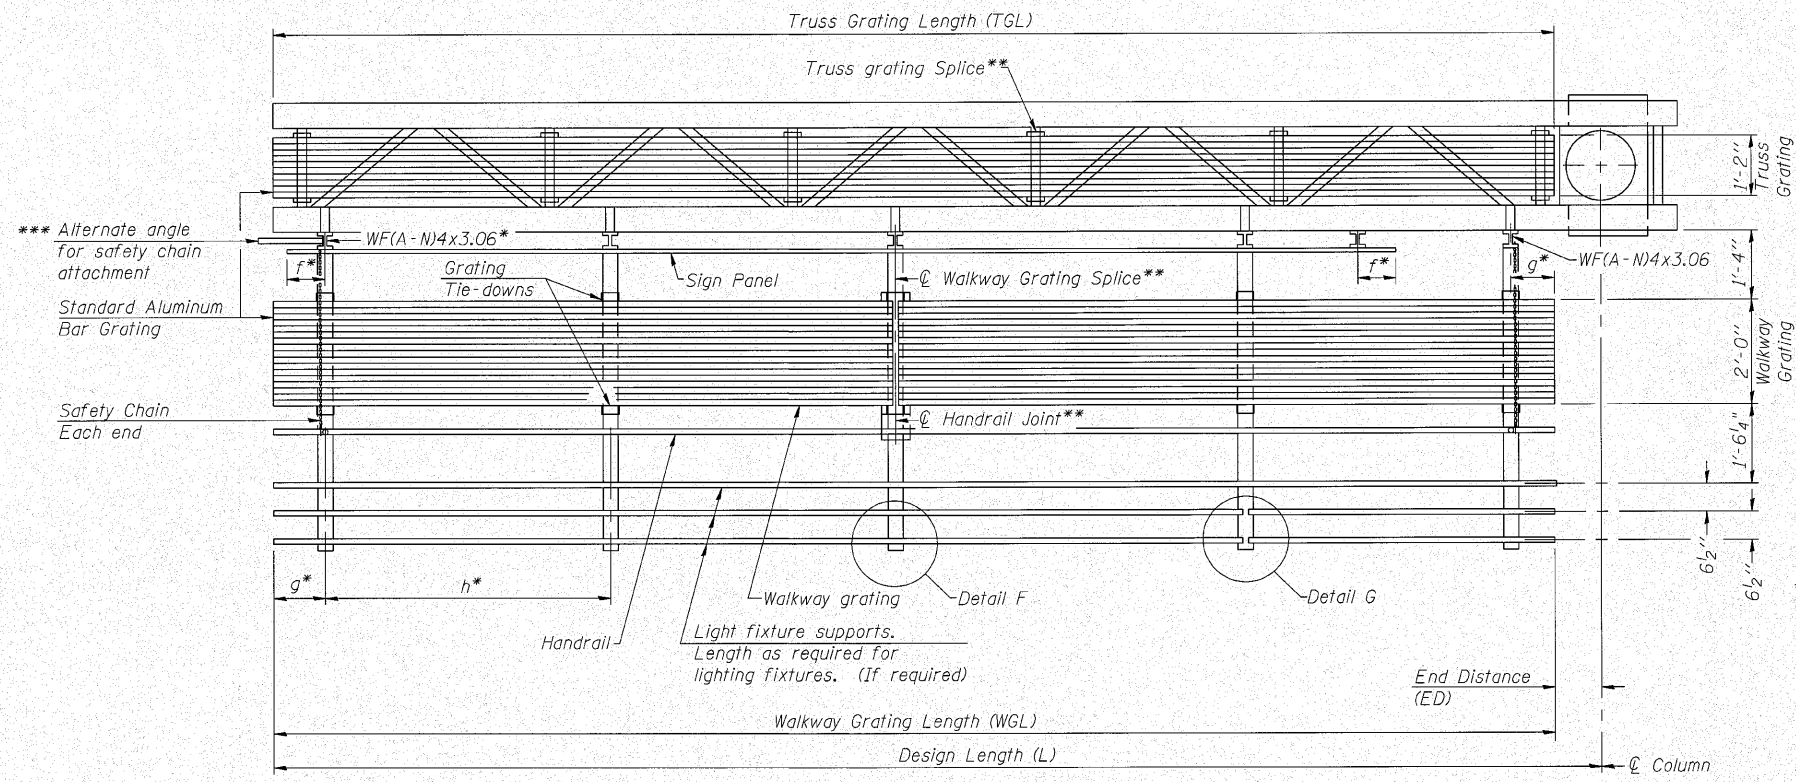 Truss Grating Length (TGL)
Truss grating Splice**
1'-2"
Truss
Grating
*** Alternate angle
for safety chain
attachment
WF(A-N)4x3.06*
f*
Grating
Tie-downs
Sign Panel
℄ Walkway Grating Splice**
f*
g*
WF(A-N)4x3.06
1'-4"
Standard Aluminum
Bar Grating
2'-0"
Walkway
Grating
Safety Chain
Each end
℄ Handrail Joint**
1'-6¼"
6½"
6½"
g*
h*
Walkway grating
Detail F
Detail G
Handrail
Light fixture supports.
Length as required for
lighting fixtures. (If required)
End Distance
(ED)
Walkway Grating Length (WGL)
Design Length (L)
℄ Column